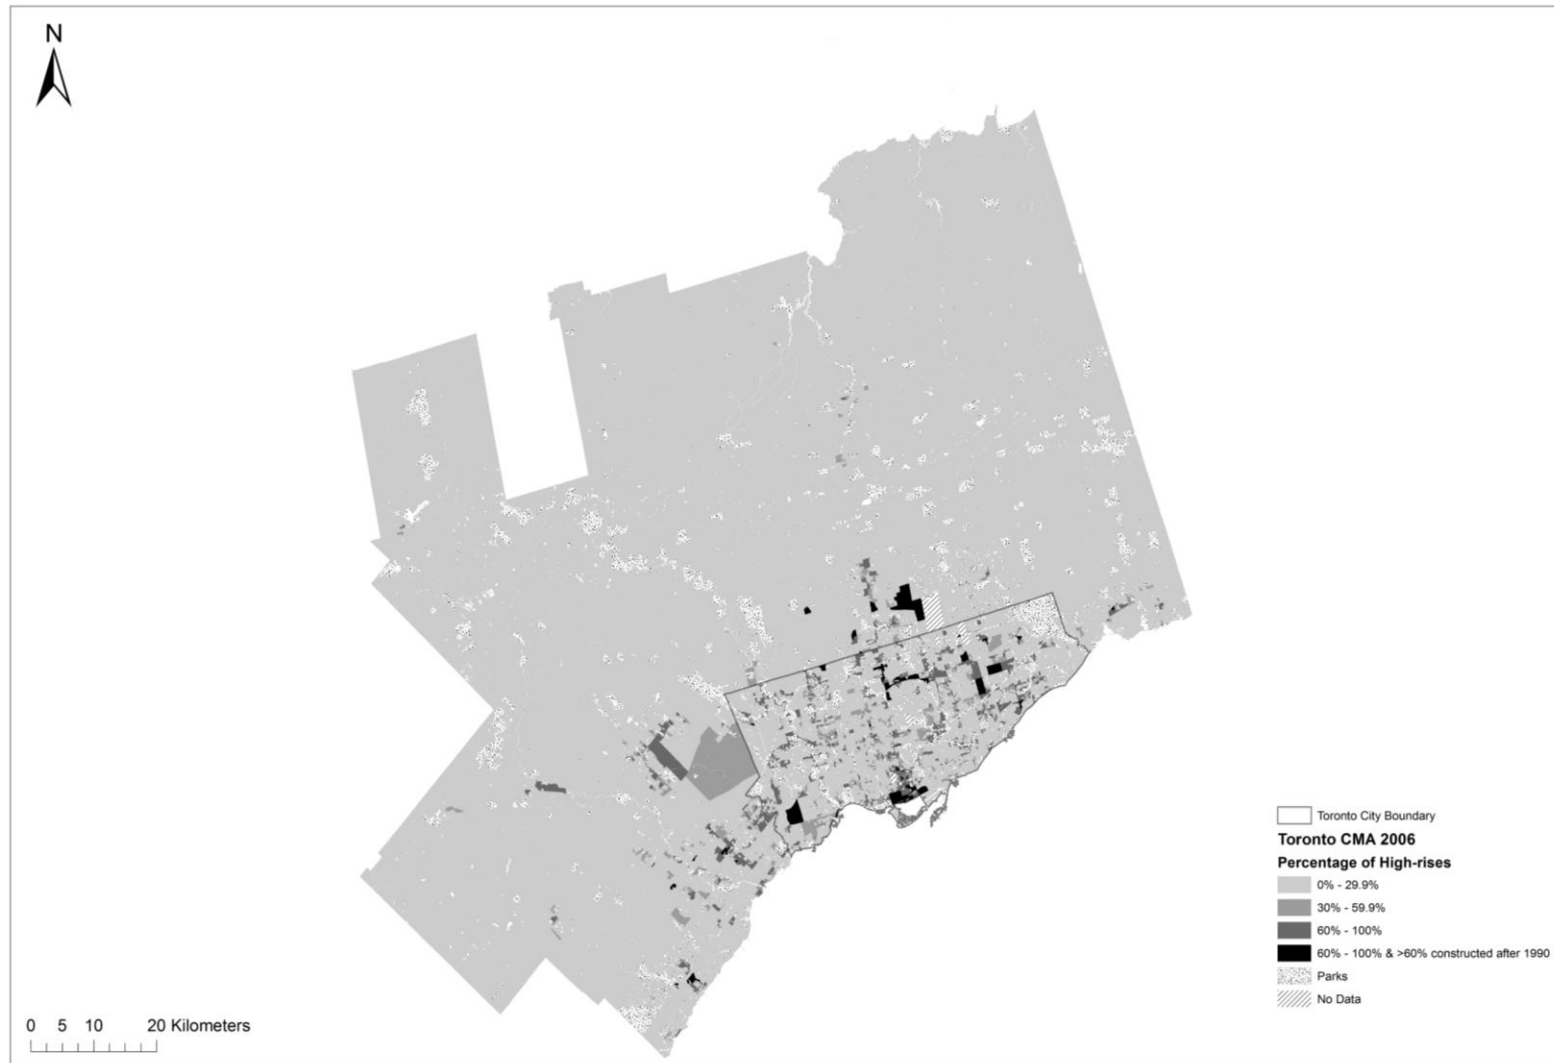 N
Toronto City Boundary
Toronto CMA 2006
Percentage of High-rises
0% - 29.9%
30% - 59.9%
60% - 100%
60% - 100% & >60% constructed after 1990
Parks
No Data
0 5 10 20 Kilometers